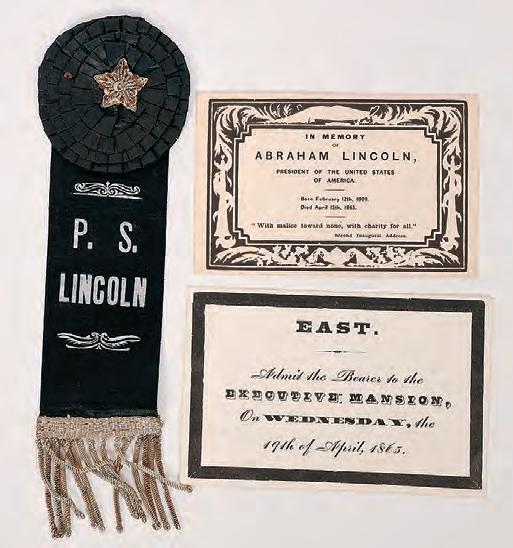 P. S.
LINCOLN
IN MEMORY
OF
ABRAHAM LINCOLN,
PRESIDENT OF THE UNITED STATES
OF AMERICA.
Born February 12th, 1809.
Died April 15th, 1865.
"With malice toward none, with charity for all."
Second Inaugural Address.
EAST.
Admit the Bearer to the
EXECUTIVE MANSION,
On WEDNESDAY, the
19th of April, 1865.